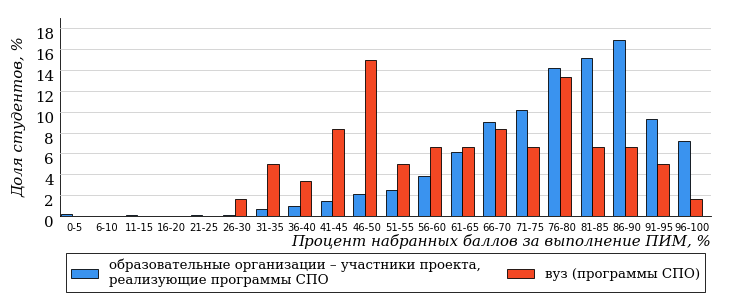 Доля студентов, %
18
16
14
12
10
8
6
4
2
0
0-5 6-10 11-15 16-20 21-25 26-30 31-35 36-40 41-45 46-50 51-55 56-60 61-65 66-70 71-75 76-80 81-85 86-90 91-95 96-100
Процент набранных баллов за выполнение ПИМ, %
образовательные организации – участники проекта,
реализующие программы СПО
вуз (программы СПО)